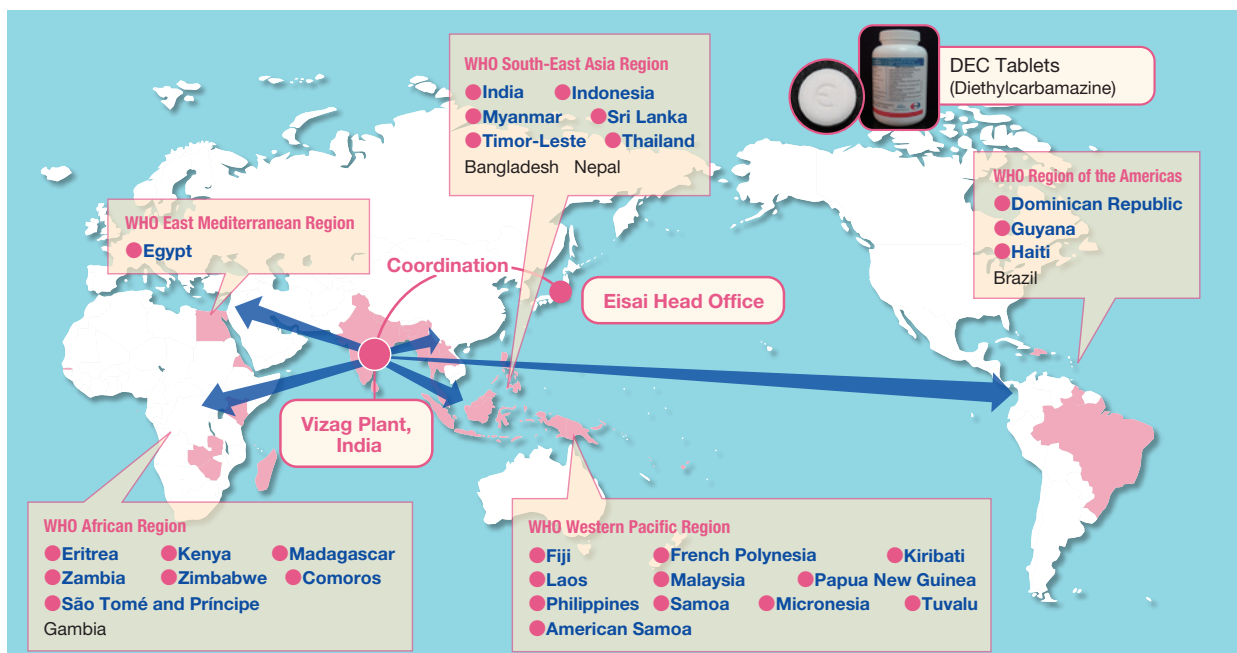 WHO South-East Asia Region
India Indonesia
Myanmar Sri Lanka
Timor-Leste Thailand
Bangladesh Nepal
DEC Tablets
(Diethylcarbamazine)
WHO Region of the Americas
Dominican Republic
Guyana
Haiti
Brazil
WHO East Mediterranean Region
Egypt
Coordination
Eisai Head Office
Vizag Plant,
India
WHO African Region
Eritrea Kenya Madagascar
Zambia Zimbabwe Comoros
São Tomé and Príncipe
Gambia
WHO Western Pacific Region
Fiji French Polynesia Kiribati
Laos Malaysia Papua New Guinea
Philippines Samoa Micronesia Tuvalu
American Samoa